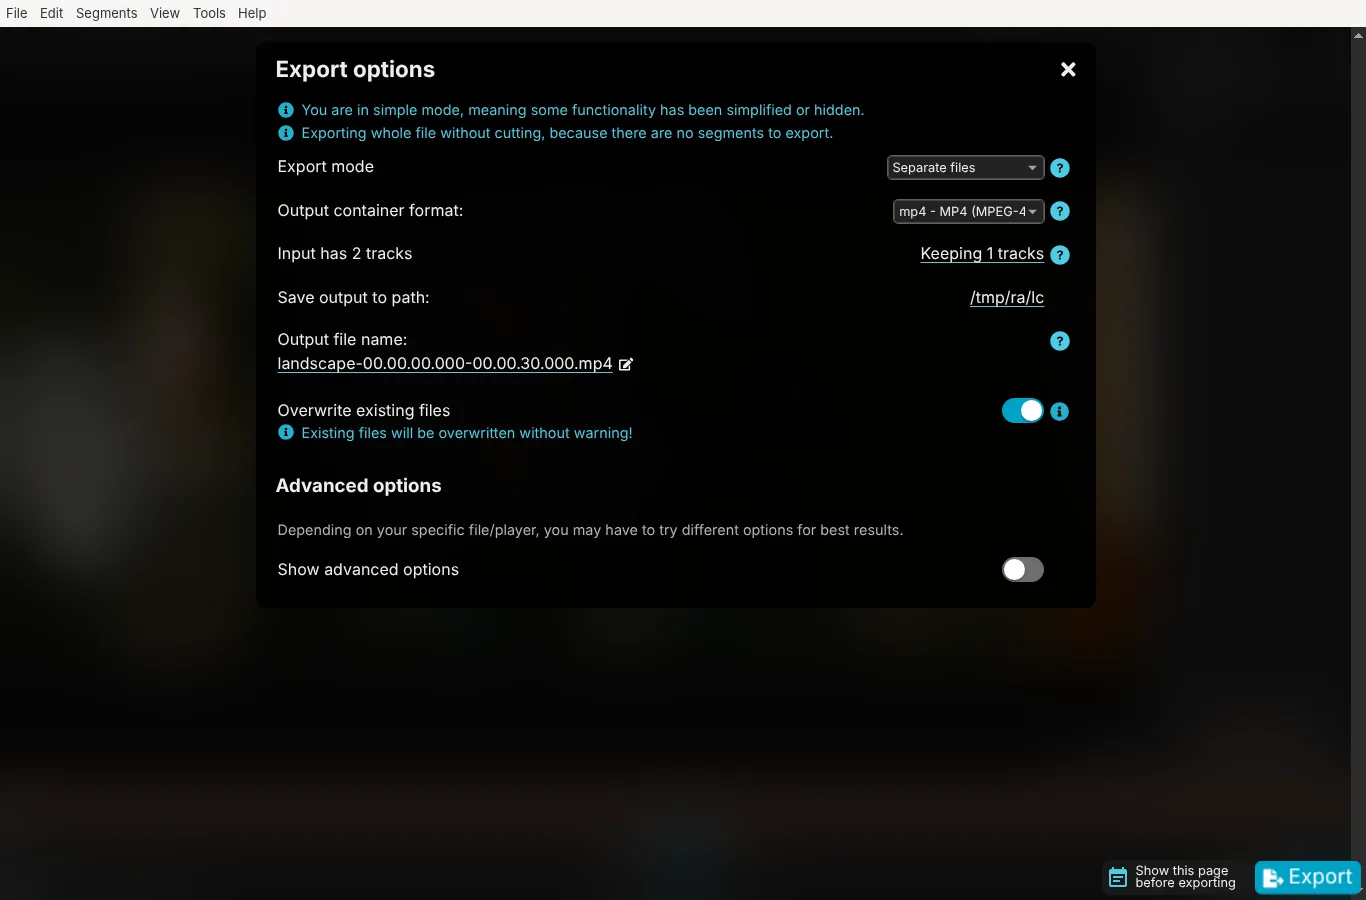 File Edit Segments View Tools Help
Export options
You are in simple mode, meaning some functionality has been simplified or hidden.
Exporting whole file without cutting, because there are no segments to export.
Export mode
Separate files
Output container format:
mp4 - MP4 (MPEG-4
Input has 2 tracks
Keeping 1 tracks
Save output to path:
/tmp/ra/lc
Output file name:
landscape-00.00.00.000-00.00.30.000.mp4
Overwrite existing files
Existing files will be overwritten without warning!
Advanced options
Depending on your specific file/player, you may have to try different options for best results.
Show advanced options
Show this page
before exporting
Export